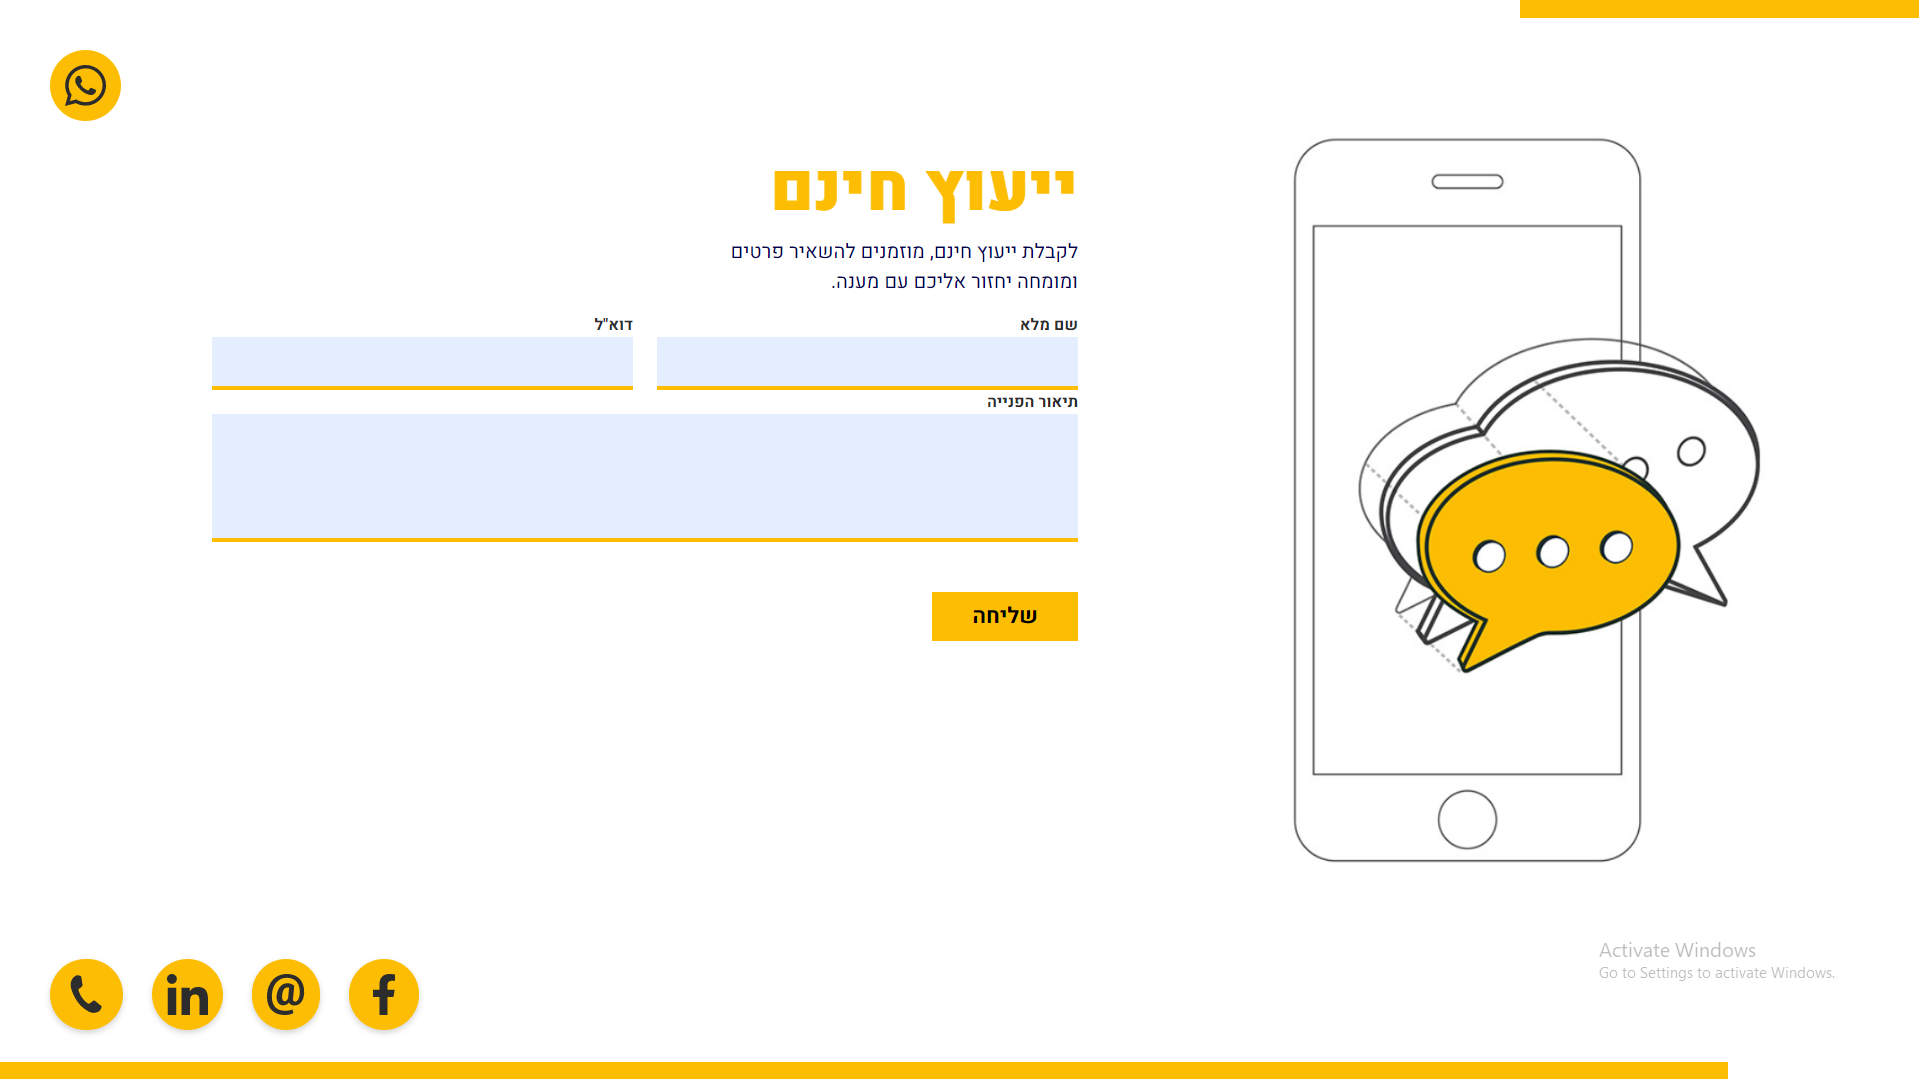 ייעוץ חינם
לקבלת ייעוץ חינם, מוזמנים להשאיר פרטים
ומומחה יחזור אליכם עם מענה.
שם מלא
דוא"ל
תיאור הפנייה
שליחה
in
@
f
Activate Windows
Go to Settings to activate Windows.